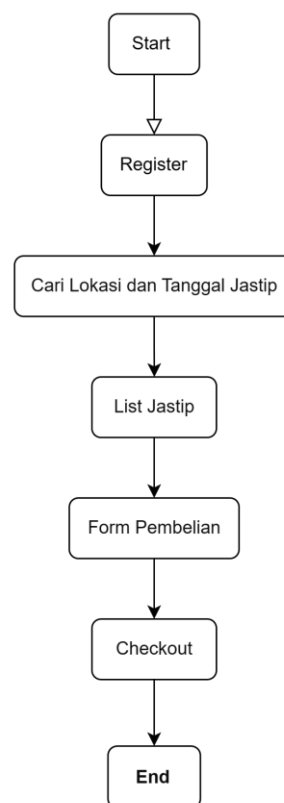 Start
Register
Cari Lokasi dan Tanggal Jastip
List Jastip
Form Pembelian
Checkout
End